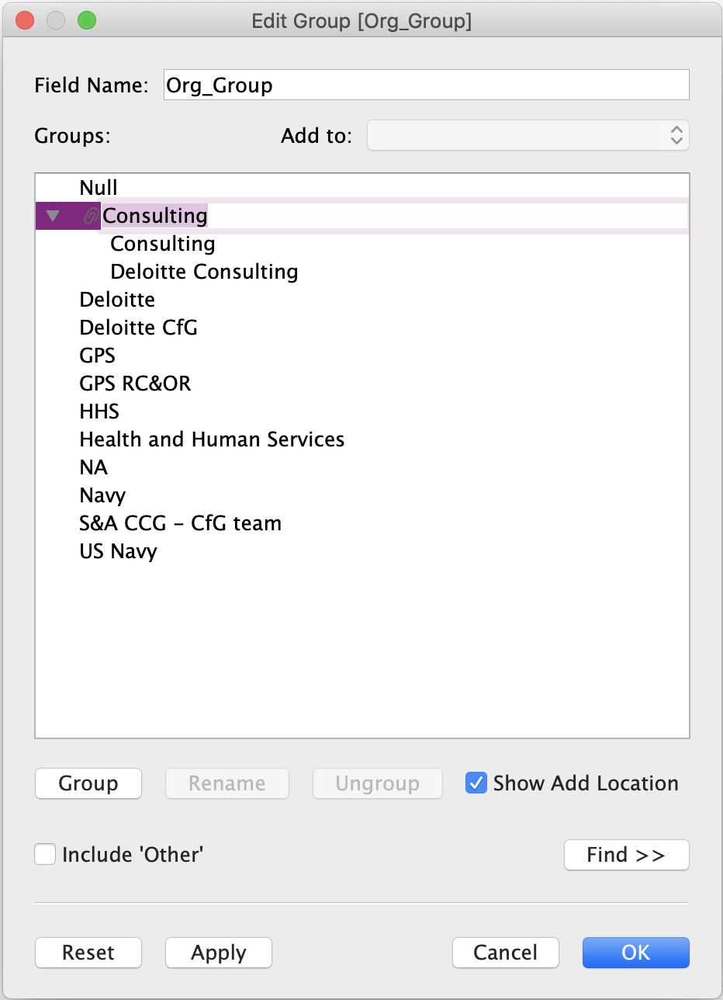 Edit Group [Org_Group]
Field Name: Org_Group
Groups: Add to:
Null
Consulting
Consulting
Deloitte Consulting
Deloitte
Deloitte CfG
GPS
GPS RC&OR
HHS
Health and Human Services
NA
Navy
S&A CCG – CfG team
US Navy
Group Rename Ungroup Show Add Location
Include 'Other' Find >>
Reset Apply Cancel OK